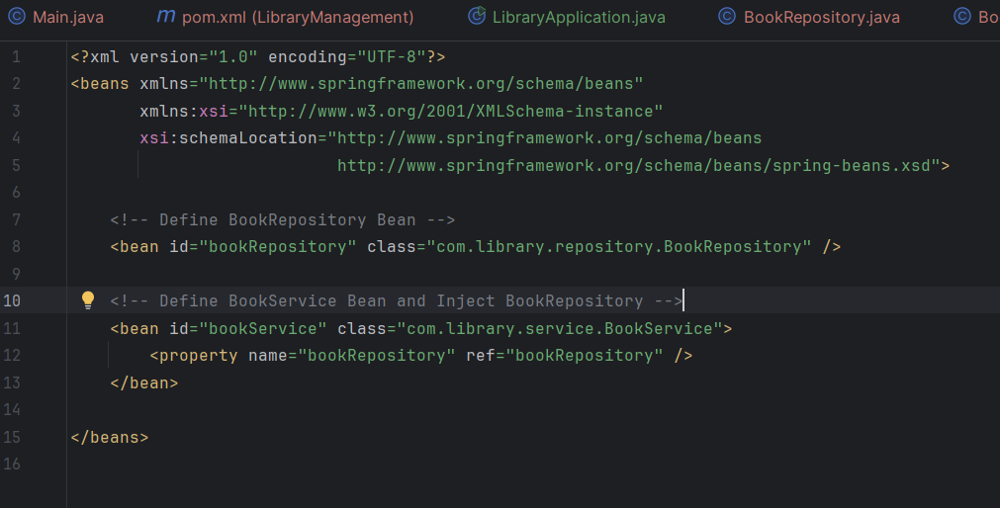 Main.java
pom.xml (LibraryManagement)
LibraryApplication.java
BookRepository.java
Bo
1 <?xml version="1.0" encoding="UTF-8"?>
2 <beans xmlns="http://www.springframework.org/schema/beans"
3 xmlns:xsi="http://www.w3.org/2001/XMLSchema-instance"
4 xsi:schemaLocation="http://www.springframework.org/schema/beans
5 http://www.springframework.org/schema/beans/spring-beans.xsd">
6
7 <!-- Define BookRepository Bean -->
8 <bean id="bookRepository" class="com.library.repository.BookRepository" />
9
10 <!-- Define BookService Bean and Inject BookRepository -->
11 <bean id="bookService" class="com.library.service.BookService">
12 <property name="bookRepository" ref="bookRepository" />
13 </bean>
14
15 </beans>
16